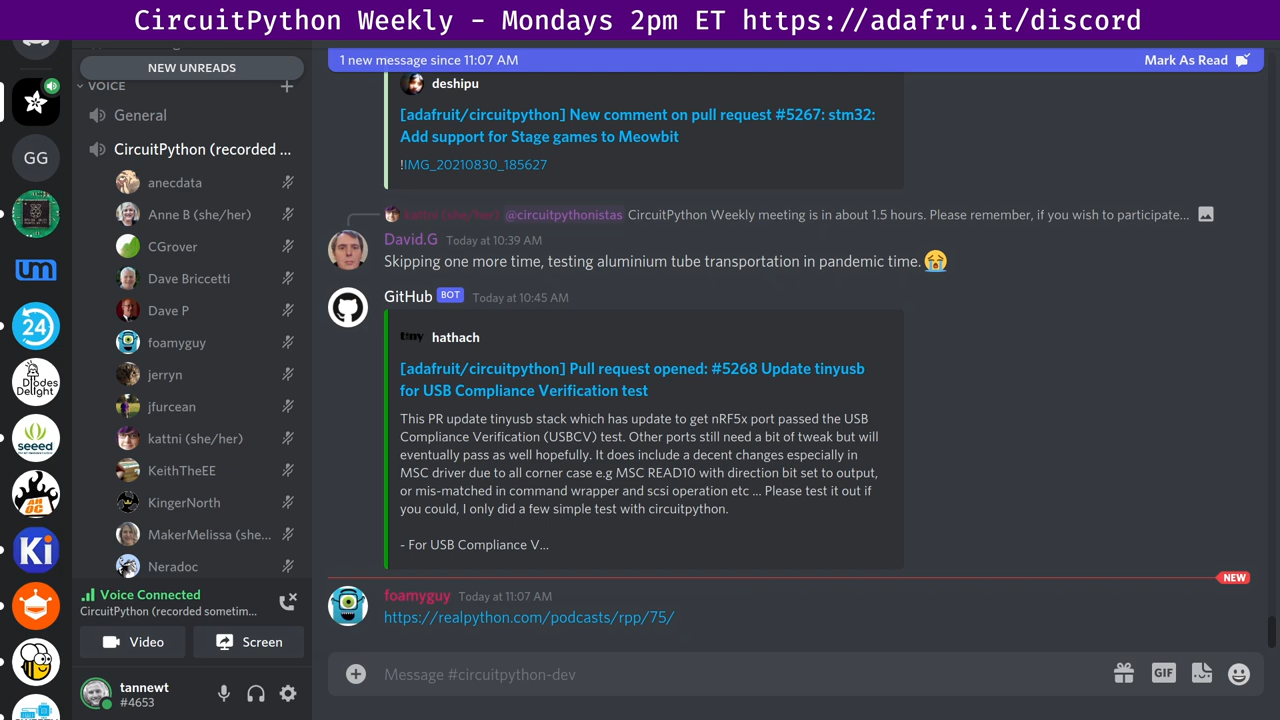 CircuitPython Weekly - Mondays 2pm ET https://adafru.it/discord
NEW UNREADS
VOICE
General
CircuitPython (recorded ...
anecdata
Anne B (she/her)
CGrover
Dave Briccetti
Dave P
foamyguy
jerryn
jfurcean
kattni (she/her)
KeithTheEE
KingerNorth
MakerMelissa (she...
Neradoc
Voice Connected
CircuitPython (recorded sometim...
Video
Screen
tannewt
#4653
GG
um
24
Diodes Delight
seeed
Ki
1 new message since 11:07 AM
Mark As Read
deshipu
[adafruit/circuitpython] New comment on pull request #5267: stm32:
Add support for Stage games to Meowbit
!IMG_20210830_185627
kattni (she/her) @circuitpythonistas CircuitPython Weekly meeting is in about 1.5 hours. Please remember, if you wish to participate...
David.G Today at 10:39 AM
Skipping one more time, testing aluminium tube transportation in pandemic time.
GitHub BOT Today at 10:45 AM
tiny hathach
[adafruit/circuitpython] Pull request opened: #5268 Update tinyusb
for USB Compliance Verification test
This PR update tinyusb stack which has update to get nRF5x port passed the USB
Compliance Verification (USBCV) test. Other ports still need a bit of tweak but will
eventually pass as well hopefully. It does include a decent changes especially in
MSC driver due to all corner case e.g MSC READ10 with direction bit set to output,
or mis-matched in command wrapper and scsi operation etc ... Please test it out if
you could, I only did a few simple test with circuitpython.
- For USB Compliance V...
NEW
foamyguy Today at 11:07 AM
https://realpython.com/podcasts/rpp/75/
Message #circuitpython-dev
GIF